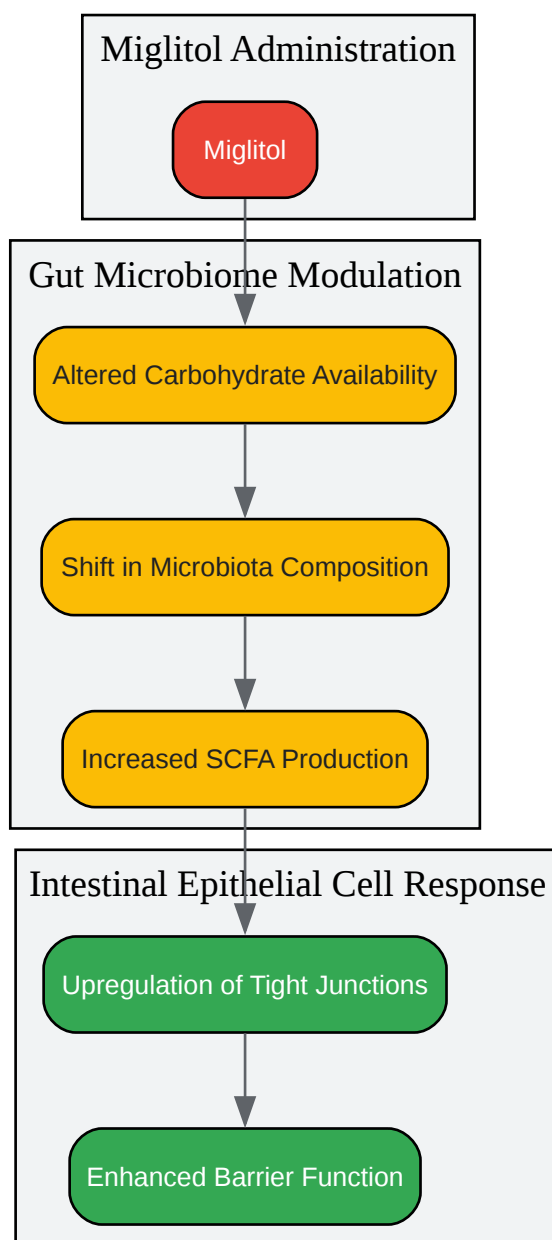 Miglitol Administration
Miglitol
Gut Microbiome Modulation
Altered Carbohydrate Availability
Shift in Microbiota Composition
Increased SCFA Production
Intestinal Epithelial Cell Response
Upregulation of Tight Junctions
Enhanced Barrier Function